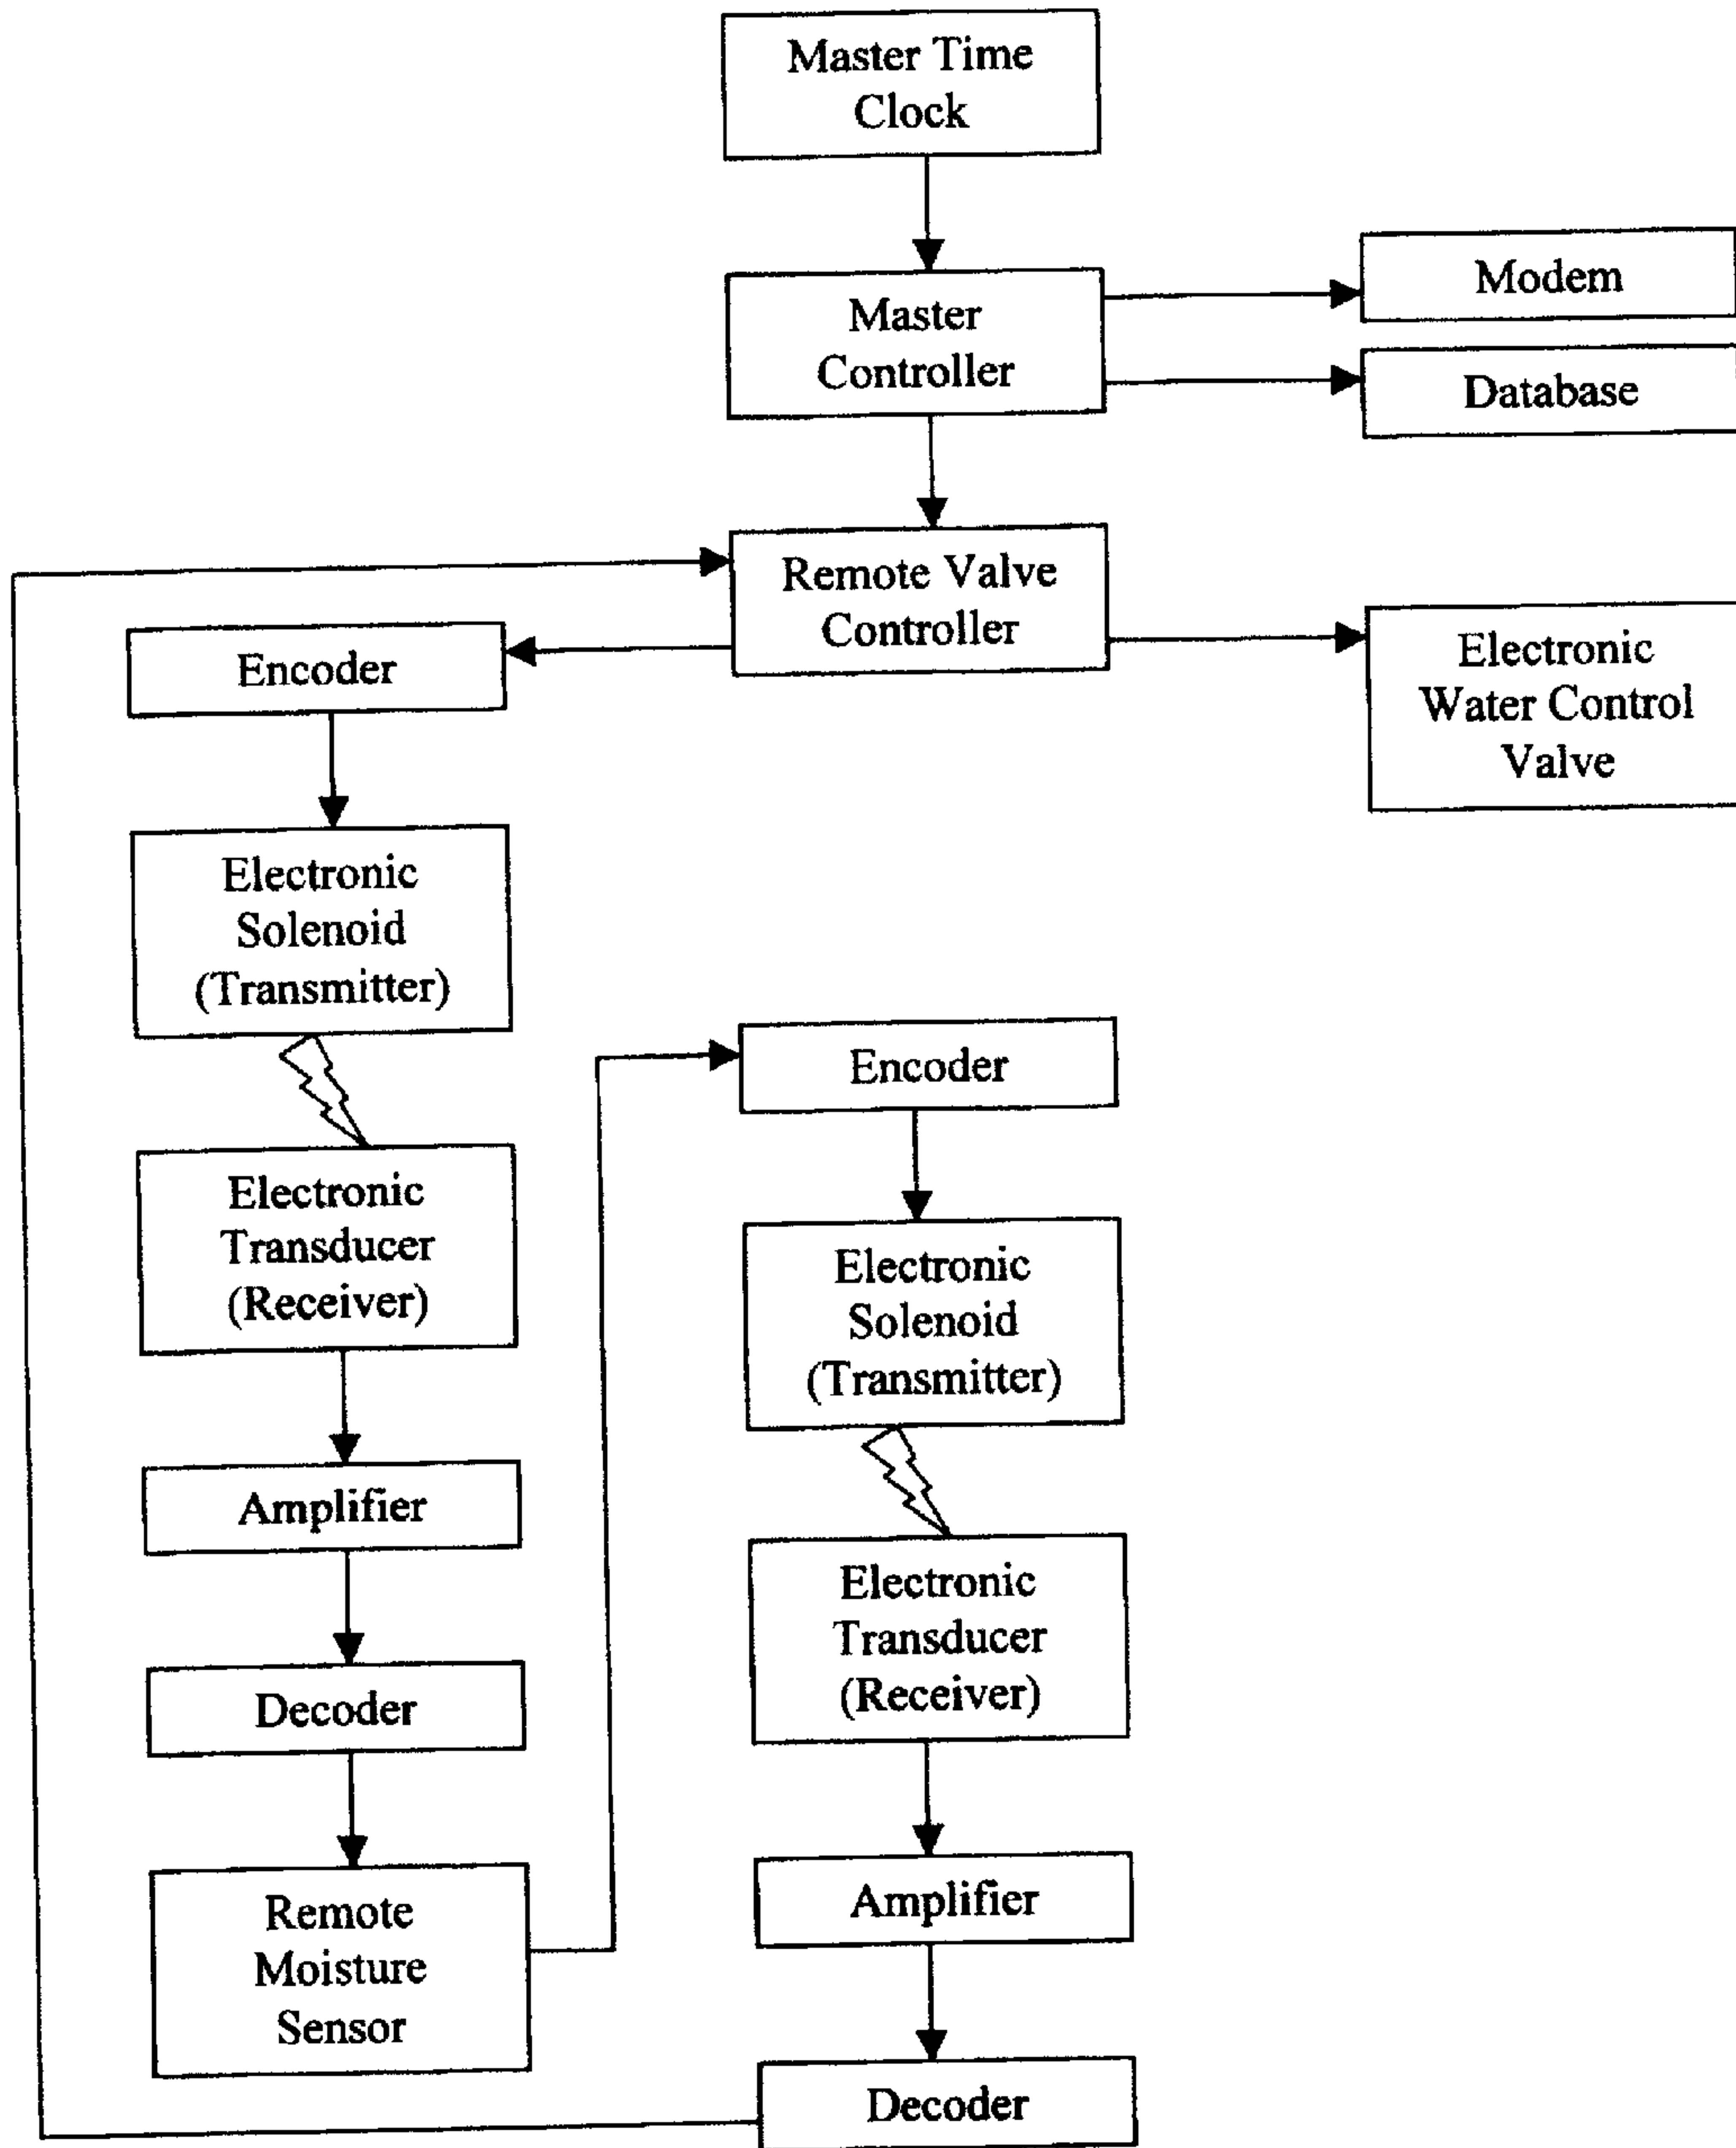 Master Time
Clock
Master
Controller
Modem
Database
Remote Valve
Controller
Electronic
Water Control
Valve
Encoder
Electronic
Solenoid
(Transmitter)
Electronic
Transducer
(Receiver)
Amplifier
Decoder
Remote
Moisture
Sensor
Encoder
Electronic
Solenoid
(Transmitter)
Electronic
Transducer
(Receiver)
Amplifier
Decoder